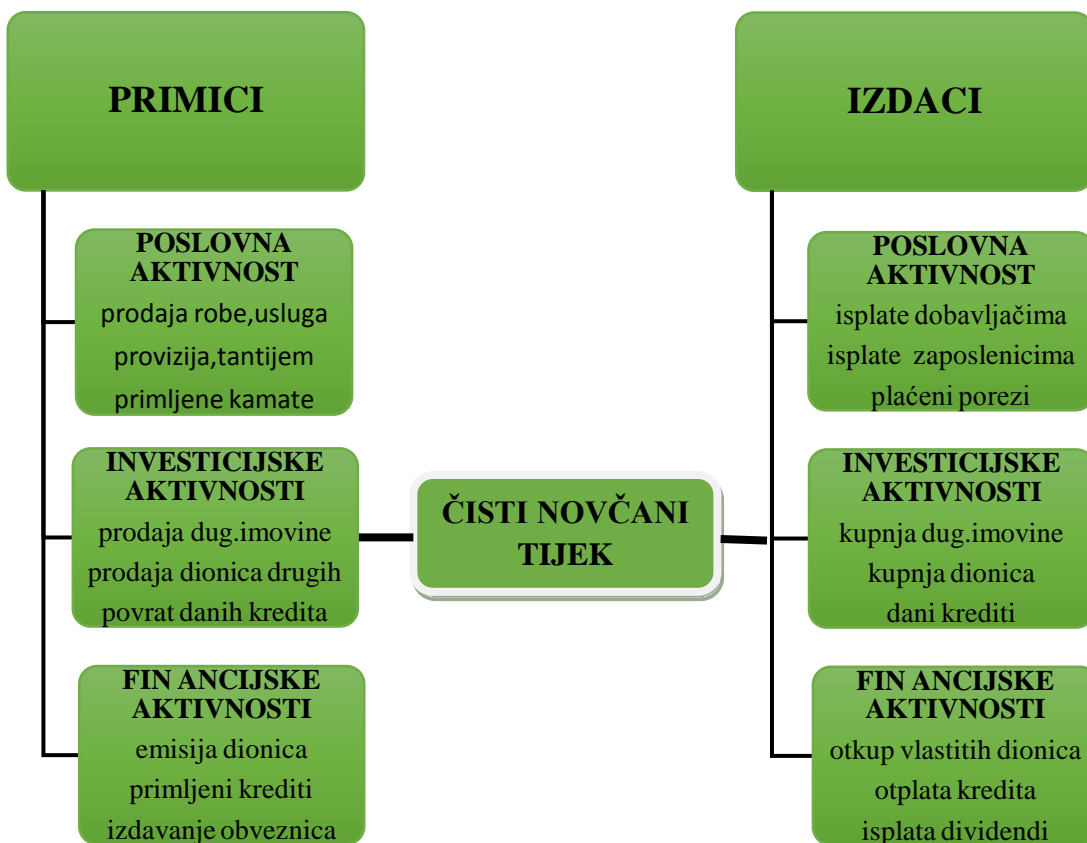 PRIMICI
POSLOVNA
AKTIVNOST
prodaja robe,usluga
provizija,tantijem
primljene kamate
INVESTICIJSKE
AKTIVNOSTI
prodaja dug.imovine
prodaja dionica drugih
povrat danih kredita
FIN ANCIJSKE
AKTIVNOSTI
emisija dionica
primljeni krediti
izdavanje obveznica
ČISTI NOVČANI
TIJEK
IZDACI
POSLOVNA
AKTIVNOST
isplate dobavljačima
isplate zaposlenicima
plaćeni porezi
INVESTICIJSKE
AKTIVNOSTI
kupnja dug.imovine
kupnja dionica
dani krediti
FIN ANCIJSKE
AKTIVNOSTI
otkup vlastitih dionica
otplata kredita
isplata dividendi